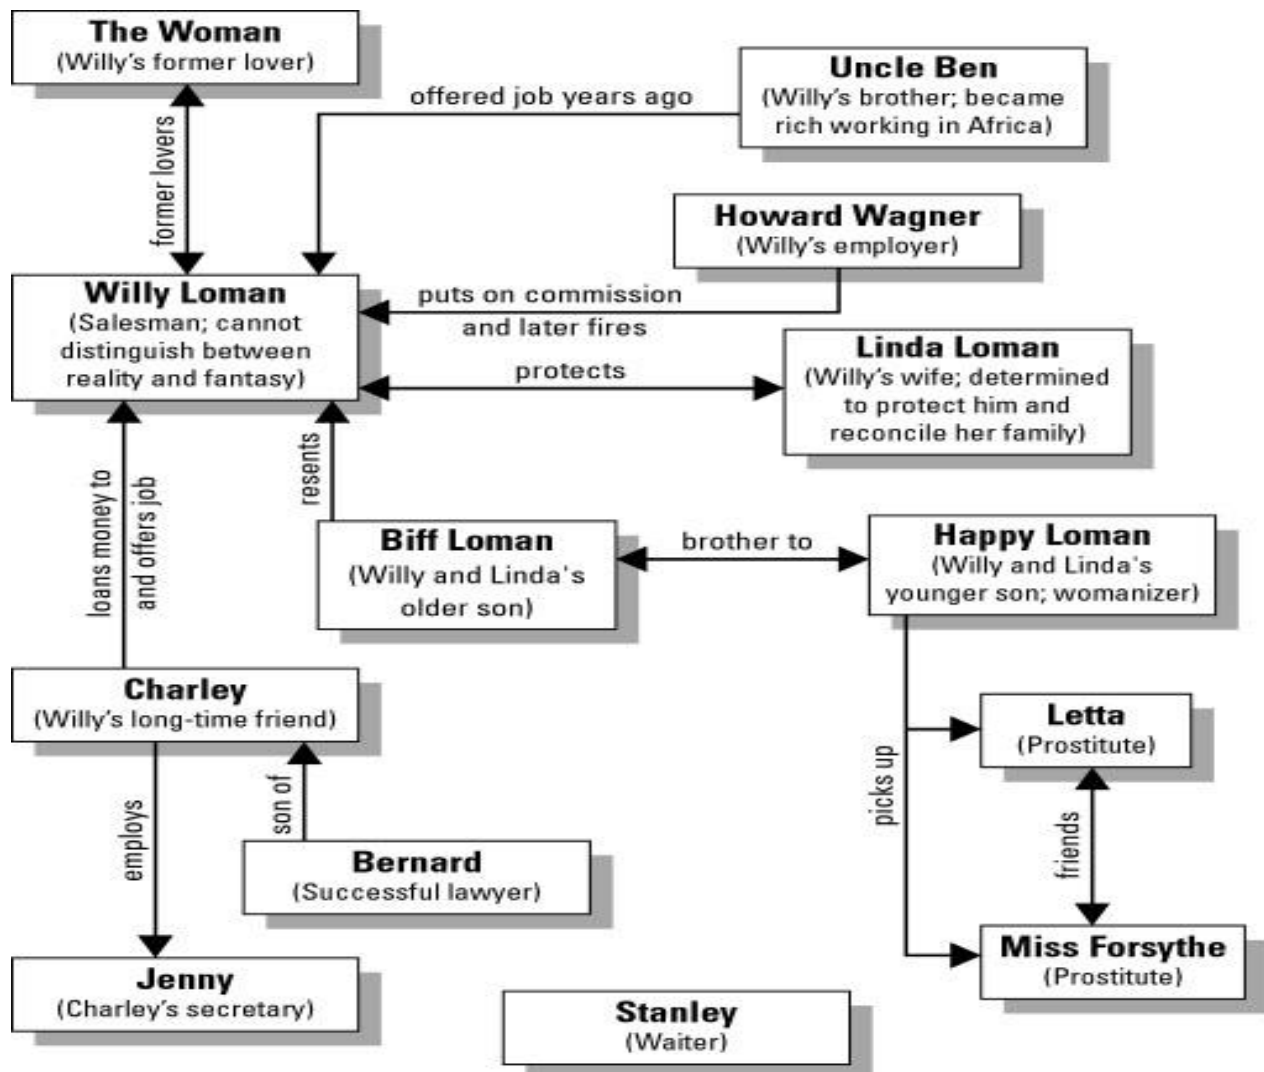 The Woman
(Willy's former lover)
Uncle Ben
(Willy's brother; became
rich working in Africa)
offered job years ago
former lovers
Howard Wagner
(Willy's employer)
Willy Loman
(Salesman; cannot
distinguish between
reality and fantasy)
puts on commission
and later fires
Linda Loman
(Willy's wife; determined
to protect him and
reconcile her family)
protects
resents
loans money to
and offers job
Biff Loman
(Willy and Linda's
older son)
brother to
Happy Loman
(Willy and Linda's
younger son; womanizer)
Charley
(Willy's long-time friend)
Letta
(Prostitute)
picks up
employs
son of
friends
Bernard
(Successful lawyer)
Miss Forsythe
(Prostitute)
Jenny
(Charley's secretary)
Stanley
(Waiter)